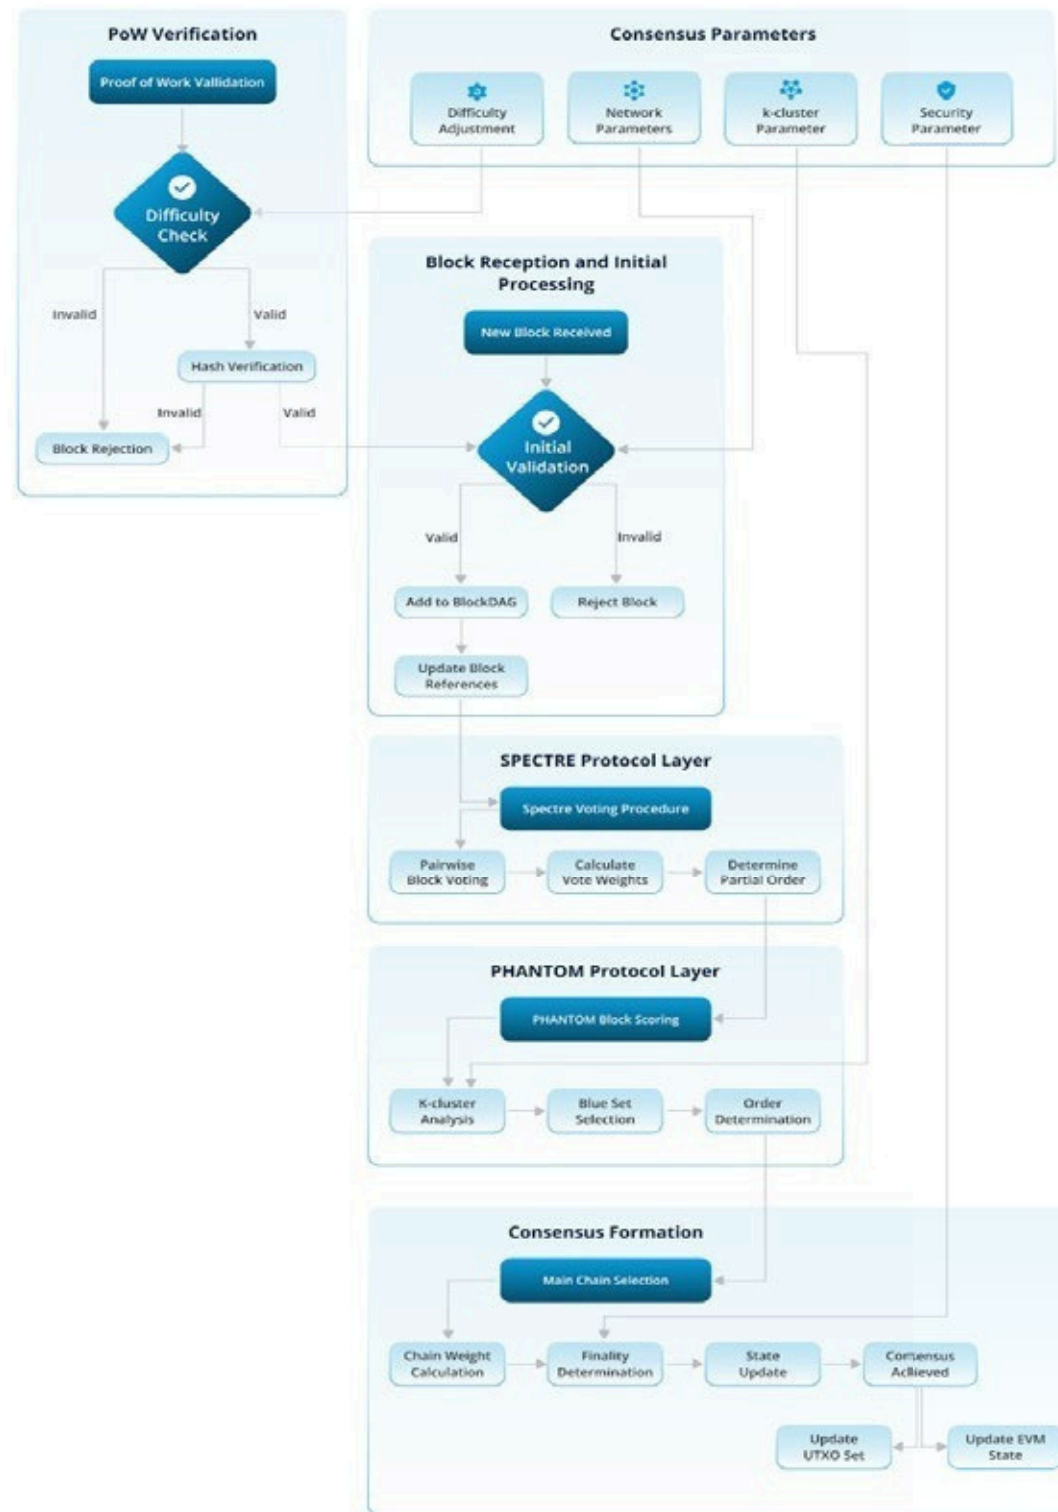 PoW Verification
Proof of Work Vallidation
Difficulty
Check
Invalid
Valid
Hash Verification
Invalid
Valid
Block Rejection
Consensus Parameters
Difficulty
Adjustment
Network
Parameters
k-cluster
Parameter
Security
Parameter
Block Reception and Initial
Processing
New Block Received
Initial
Validation
Valid
Invalid
Add to BlockDAG
Reject Block
Update Block
References
SPECTRE Protocol Layer
Spectre Voting Procedure
Pairwise
Block Voting
Calculate
Vote Weights
Determine
Partial Order
PHANTOM Protocol Layer
PHANTOM Block Scoring
K-cluster
Analysis
Blue Set
Selection
Order
Determination
Consensus Formation
Main Chain Selection
Chain Weight
Calculation
Finality
Determination
State
Update
Consensus
Achieved
Update
UTXO Set
Update EVM
State